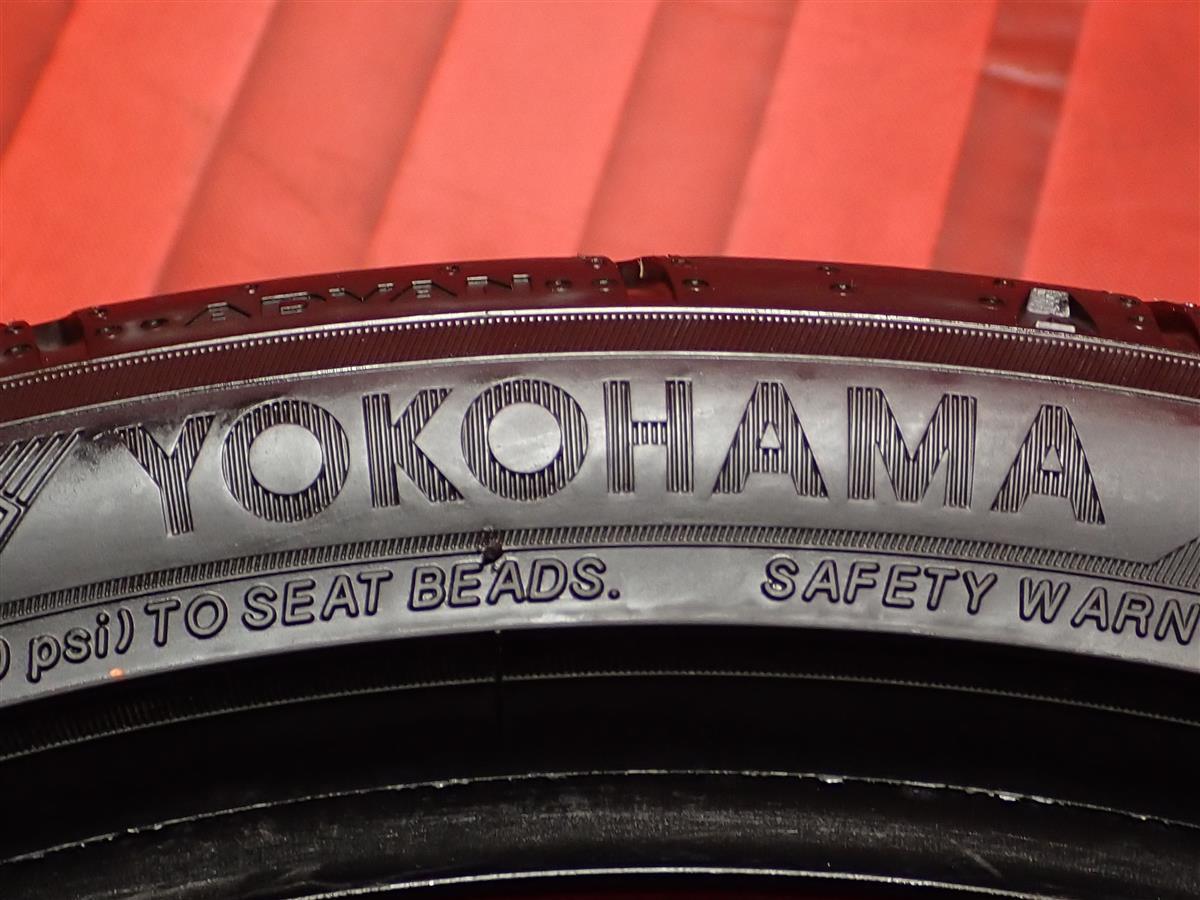 ADVAN
YOKOHAMA
psi) TO SEAT BEADS. SAFETY WARN